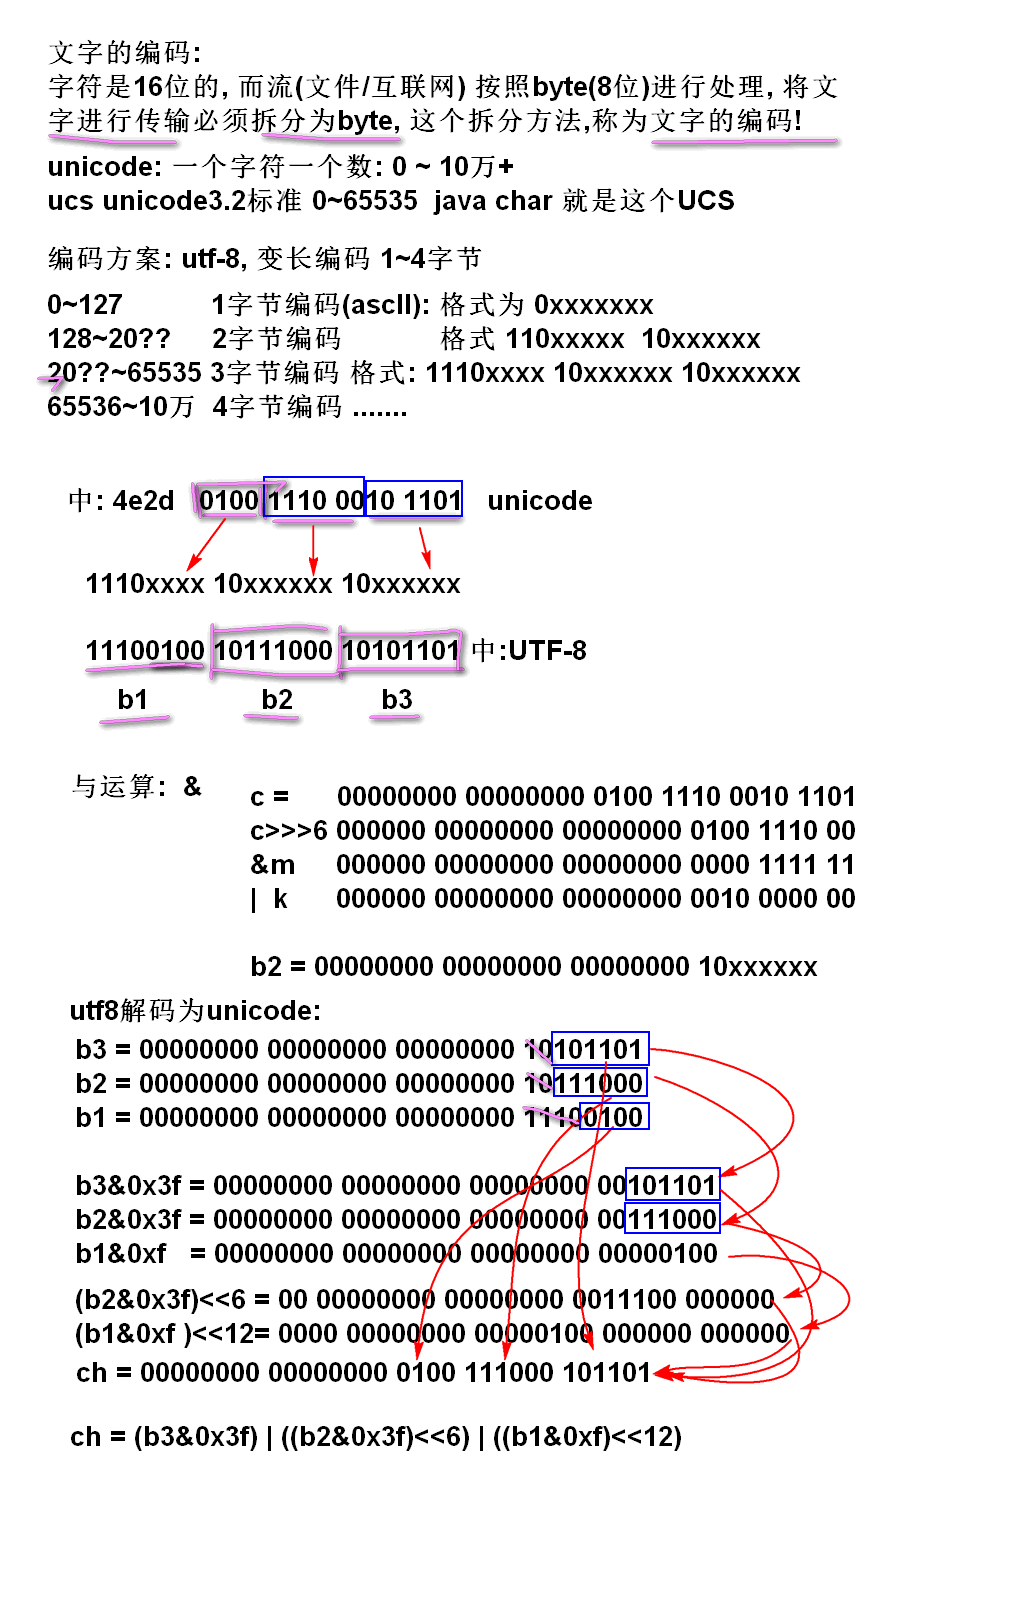 文字的编码:
字符是16位的, 而流(文件/互联网) 按照byte(8位)进行处理, 将文
字进行传输必须拆分为byte, 这个拆分方法,称为文字的编码!
unicode: 一个字符一个数: 0 ~ 10万+
ucs unicode3.2标准 0~65535 java char 就是这个UCS
编码方案: utf-8, 变长编码 1~4字节
0~127 1字节编码(ascII): 格式为 0xxxxxxx
128~20?? 2字节编码 格式 110xxxxx 10xxxxxx
20??~65535 3字节编码 格式: 1110xxxx 10xxxxxx 10xxxxxx
65536~10万 4字节编码 .......
中: 4e2d 0100 1110 0010 1101 unicode
1110xxxx 10xxxxxx 10xxxxxx
11100100 10111000 10101101 中:UTF-8
b1 b2 b3
与运算: &
c = 00000000 00000000 0100 1110 0010 1101
c>>>6 000000 00000000 00000000 0100 1110 00
&m 000000 00000000 00000000 0000 1111 11
| k 000000 00000000 00000000 0010 0000 00
b2 = 00000000 00000000 00000000 10xxxxxx
utf8解码为unicode:
b3 = 00000000 00000000 00000000 10101101
b2 = 00000000 00000000 00000000 10111000
b1 = 00000000 00000000 00000000 11100100
b3&0x3f = 00000000 00000000 00000000 00101101
b2&0x3f = 00000000 00000000 00000000 00111000
b1&0xf = 00000000 00000000 00000000 00000100
(b2&0x3f)<<6 = 00 00000000 00000000 0011100 000000
(b1&0xf )<<12= 0000 00000000 00000100 000000 000000
ch = 00000000 00000000 0100 111000 101101
ch = (b3&0x3f) | ((b2&0x3f)<<6) | ((b1&0xf)<<12)